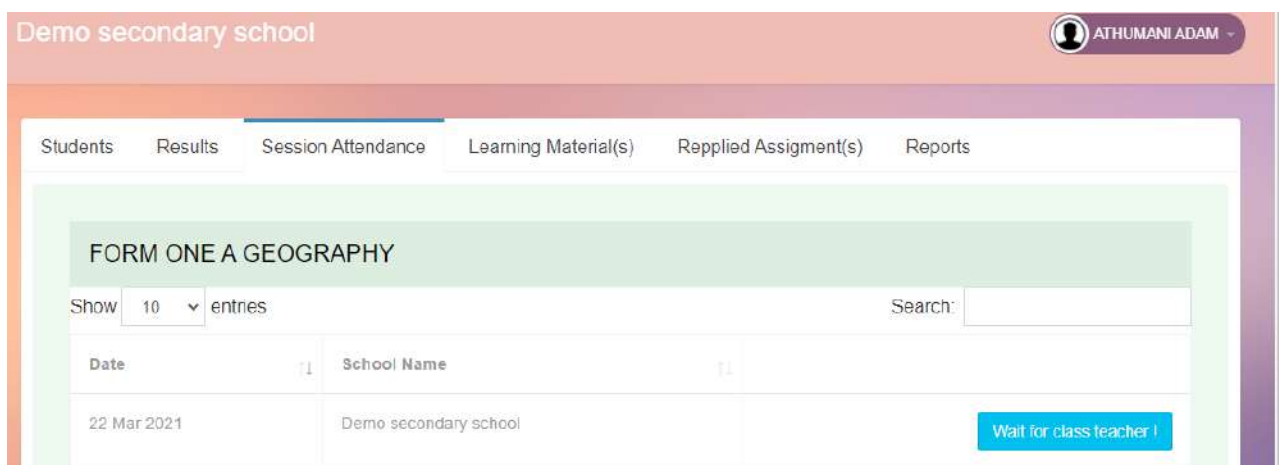 Demo secondary school
ATHUMANI ADAM
Students Results Session Attendance Learning Material(s) Repplied Assigment(s) Reports
FORM ONE A GEOGRAPHY
Show 10 entries Search:
Date School Name
22 Mar 2021 Demo secondary school Wait for class teacher !